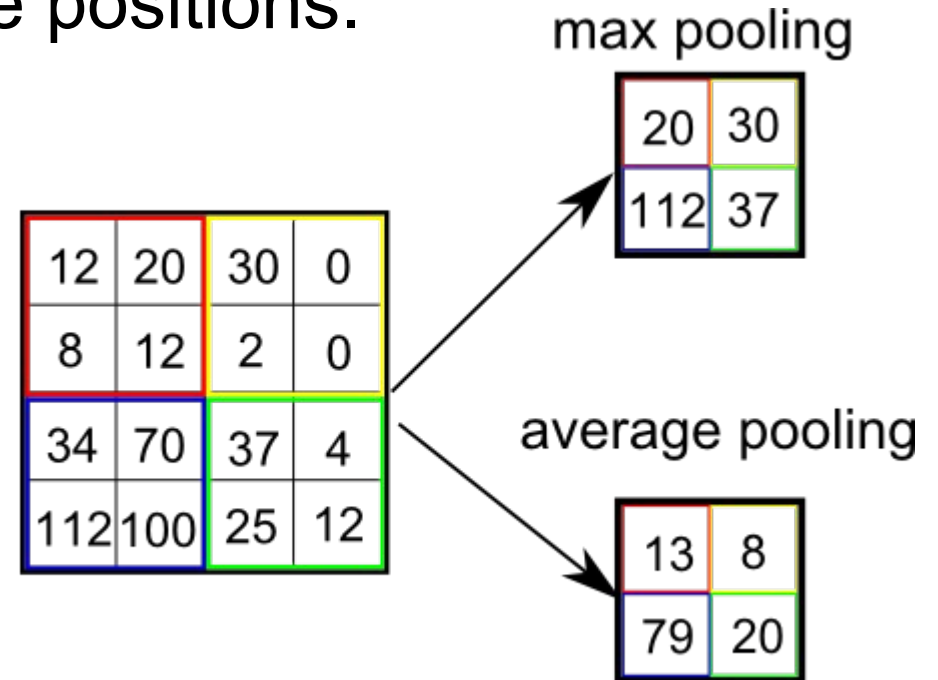 e positions.
max pooling
20 30
112 37
12 20 30 0
8 12 2 0
34 70 37 4
112 100 25 12
average pooling
13 8
79 20